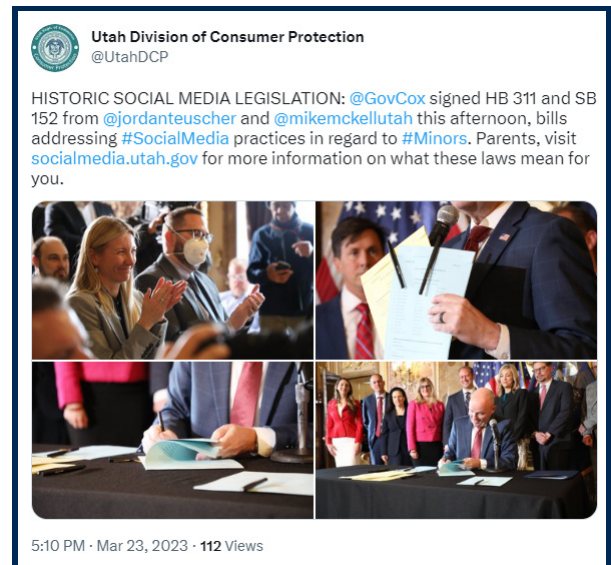 Utah Division of Consumer Protection
@UtahDCP
HISTORIC SOCIAL MEDIA LEGISLATION: @GovCox signed HB 311 and SB
152 from @jordanteuscher and @mikemckellutah this afternoon, bills
addressing #SocialMedia practices in regard to #Minors. Parents, visit
socialmedia.utah.gov for more information on what these laws mean for
you.
5:10 PM · Mar 23, 2023 · 112 Views